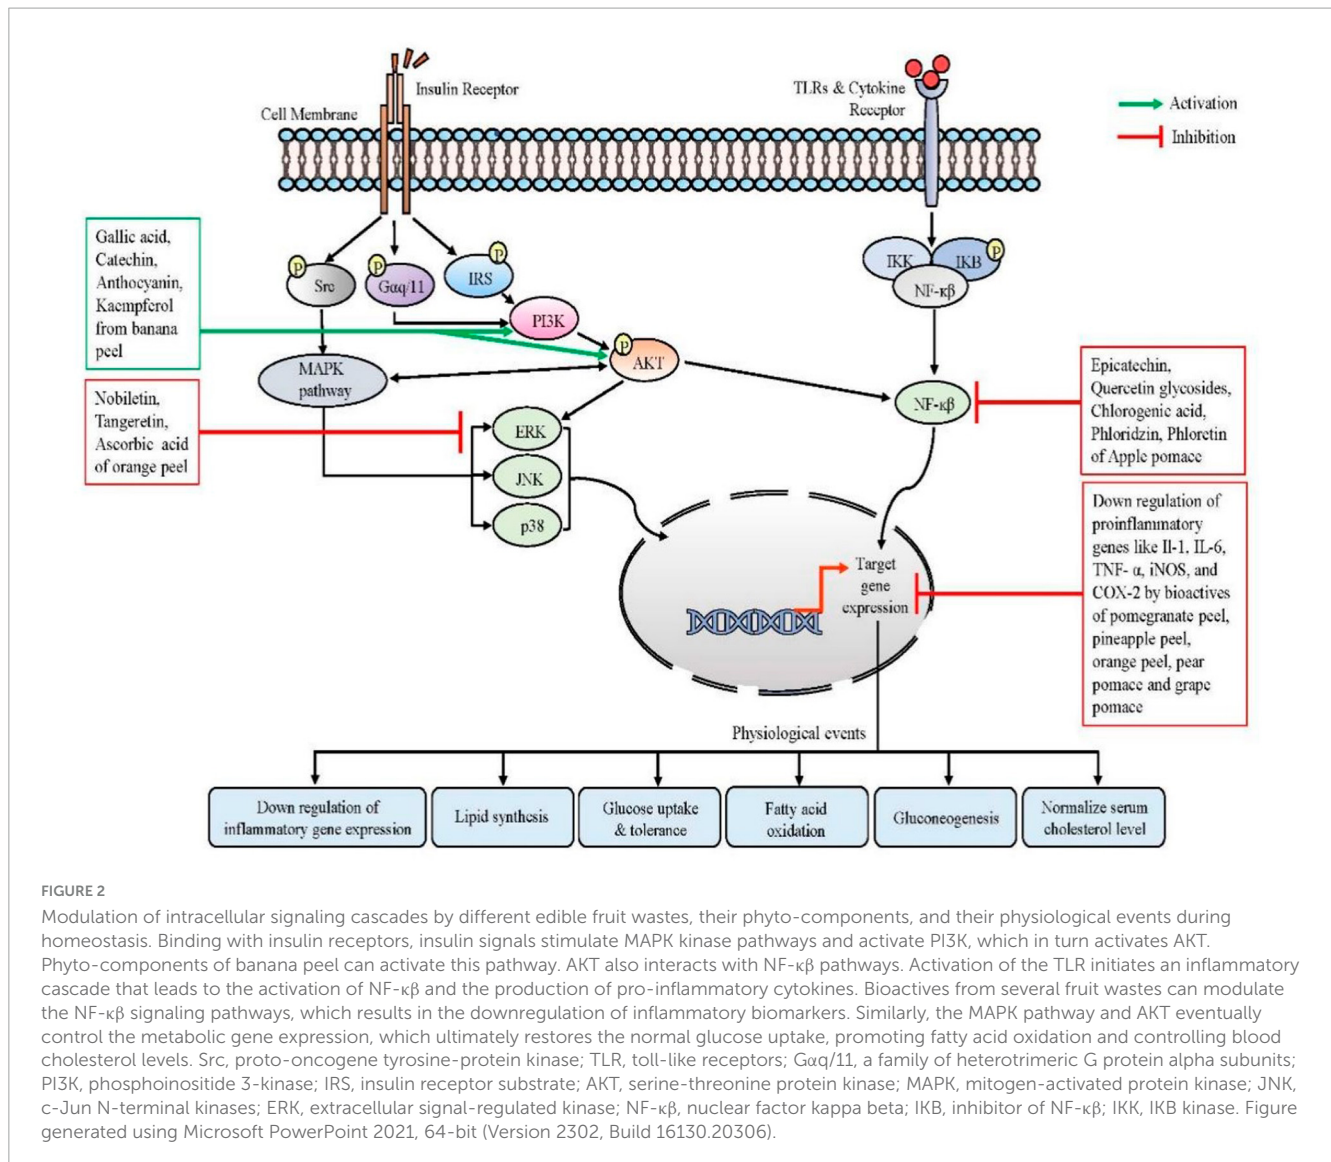 Insulin Receptor
Cell Membrane
TLRs & Cytokine
Receptor
Activation
Inhibition
Gallic acid,
Catechin,
Anthocyanin,
Kaempferol
from banana
peel
P
Src
P
Gαq/11
P
IRS
PI3K
P
AKT
MAPK
pathway
IKK
IKB
P
NF-κβ
NF-κβ
Nobiletin,
Tangeretin,
Ascorbic acid
of orange peel
ERK
JNK
p38
Epicatechin,
Quercetin glycosides,
Chlorogenic acid,
Phloridzin, Phloretin
of Apple pomace
Down regulation of
proinflammatory
genes like Il-1, IL-6,
TNF- α, iNOS, and
COX-2 by bioactives
of pomegranate peel,
pineapple peel,
orange peel, pear
pomace and grape
pomace
Target
gene
expression
Physiological events
Down regulation of
inflammatory gene expression
Lipid synthesis
Glucose uptake
& tolerance
Fatty acid
oxidation
Gluconeogenesis
Normalize serum
cholesterol level
FIGURE 2
Modulation of intracellular signaling cascades by different edible fruit wastes, their phyto-components, and their physiological events during
homeostasis. Binding with insulin receptors, insulin signals stimulate MAPK kinase pathways and activate PI3K, which in turn activates AKT.
Phyto-components of banana peel can activate this pathway. AKT also interacts with NF-κβ pathways. Activation of the TLR initiates an inflammatory
cascade that leads to the activation of NF-κβ and the production of pro-inflammatory cytokines. Bioactives from several fruit wastes can modulate
the NF-κβ signaling pathways, which results in the downregulation of inflammatory biomarkers. Similarly, the MAPK pathway and AKT eventually
control the metabolic gene expression, which ultimately restores the normal glucose uptake, promoting fatty acid oxidation and controlling blood
cholesterol levels. Src, proto-oncogene tyrosine-protein kinase; TLR, toll-like receptors; Gαq/11, a family of heterotrimeric G protein alpha subunits;
PI3K, phosphoinositide 3-kinase; IRS, insulin receptor substrate; AKT, serine-threonine protein kinase; MAPK, mitogen-activated protein kinase; JNK,
c-Jun N-terminal kinases; ERK, extracellular signal-regulated kinase; NF-κβ, nuclear factor kappa beta; IKB, inhibitor of NF-κβ; IKK, IKB kinase. Figure
generated using Microsoft PowerPoint 2021, 64-bit (Version 2302, Build 16130.20306).